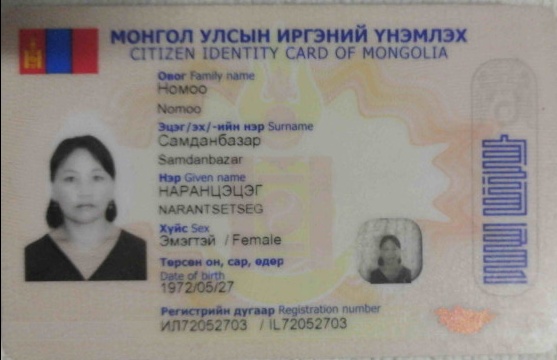 МОНГОЛ УЛСЫН ИРГЭНИЙ ҮНЭМЛЭХ
CITIZEN IDENTITY CARD OF MONGOLIA
Овог Family name
Номоо
Nomoo
Эцэг/эх/-ийн нэр Surname
Самданбазар
Samdanbazar
Нэр Given name
НАРАНЦЭЦЭГ
NARANTSETSEG
Хүйс Sex
Эмэгтэй / Female
Төрсөн он, сар, өдөр
Date of birth
1972/05/27
Регистрийн дугаар Registration number
ИЛ72052703 / IL72052703